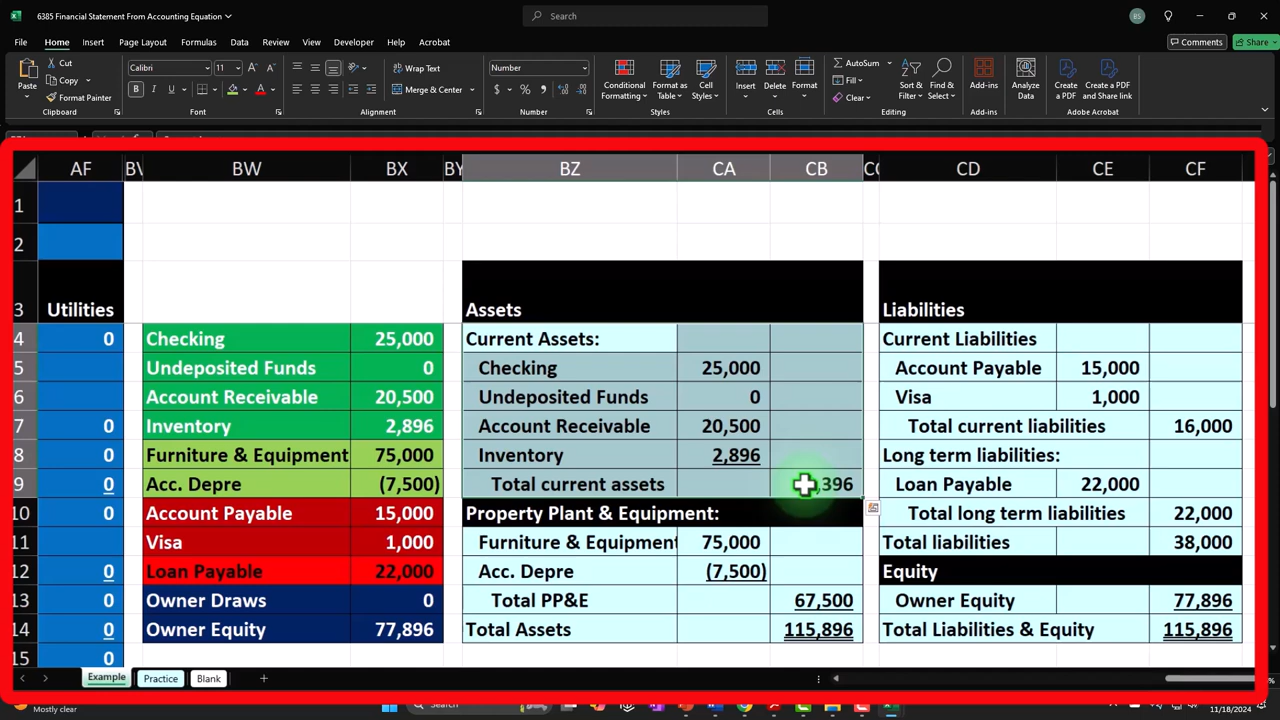 6385 Financial Statement From Accounting Equation
Search
BS
File Home Insert Draw Page Layout Formulas Data Review View Developer Help Acrobat
Comments Share
Paste
Cut
Copy
Format Painter
Clipboard
Calibri 11
B I U
Font
Wrap Text
Merge & Center
Alignment
Number
$ % ,
Number
Conditional Formatting
Format as Table
Cell Styles
Styles
Insert Delete Format
Cells
AutoSum
Fill
Clear
Sort & Filter
Find & Select
Editing
Add-ins
Add-ins
Analyze Data
Create a PDF
Create a PDF and Share link
Adobe Acrobat
AF BW BX BY BZ CA CB CD CE CF
1
2
3 Utilities Assets Liabilities
4 0 Checking 25,000 Current Assets: Current Liabilities
5 Undeposited Funds 0 Checking 25,000 Account Payable 15,000
6 Account Receivable 20,500 Undeposited Funds 0 Visa 1,000
7 0 Inventory 2,896 Account Receivable 20,500 Total current liabilities 16,000
8 0 Furniture & Equipment 75,000 Inventory 2,896 Long term liabilities:
9 0 Acc. Depre (7,500) Total current assets ,396 Loan Payable 22,000
10 Account Payable 15,000 Property Plant & Equipment: Total long term liabilities 22,000
11 Visa 1,000 Furniture & Equipment 75,000 Total liabilities 38,000
12 0 Loan Payable 22,000 Acc. Depre (7,500) Equity
13 0 Owner Draws 0 Total PP&E 67,500 Owner Equity 77,896
14 0 Owner Equity 77,896 Total Assets 115,896 Total Liabilities & Equity 115,896
15 0
Example Practice Blank
Mostly clear
Search
11/18/2024